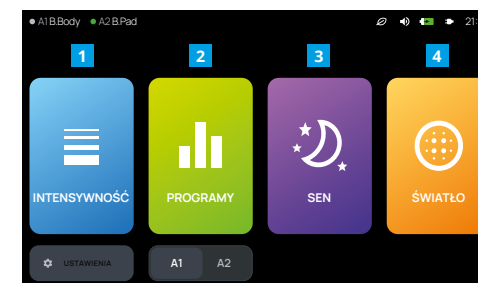 A1 B.Body A2 B.Pad 21:
1 2 3 4
INTENSYWNOŚĆ PROGRAMY SEN ŚWIATŁO
USTAWIENIA A1 A2